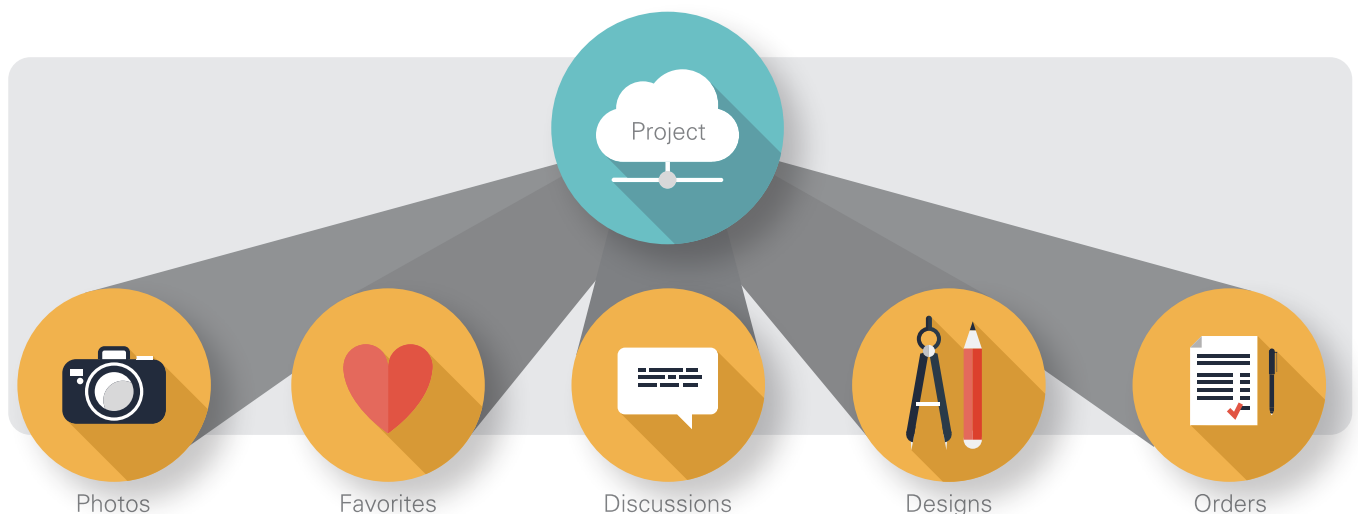 Project
Photos
Favorites
Discussions
Designs
Orders